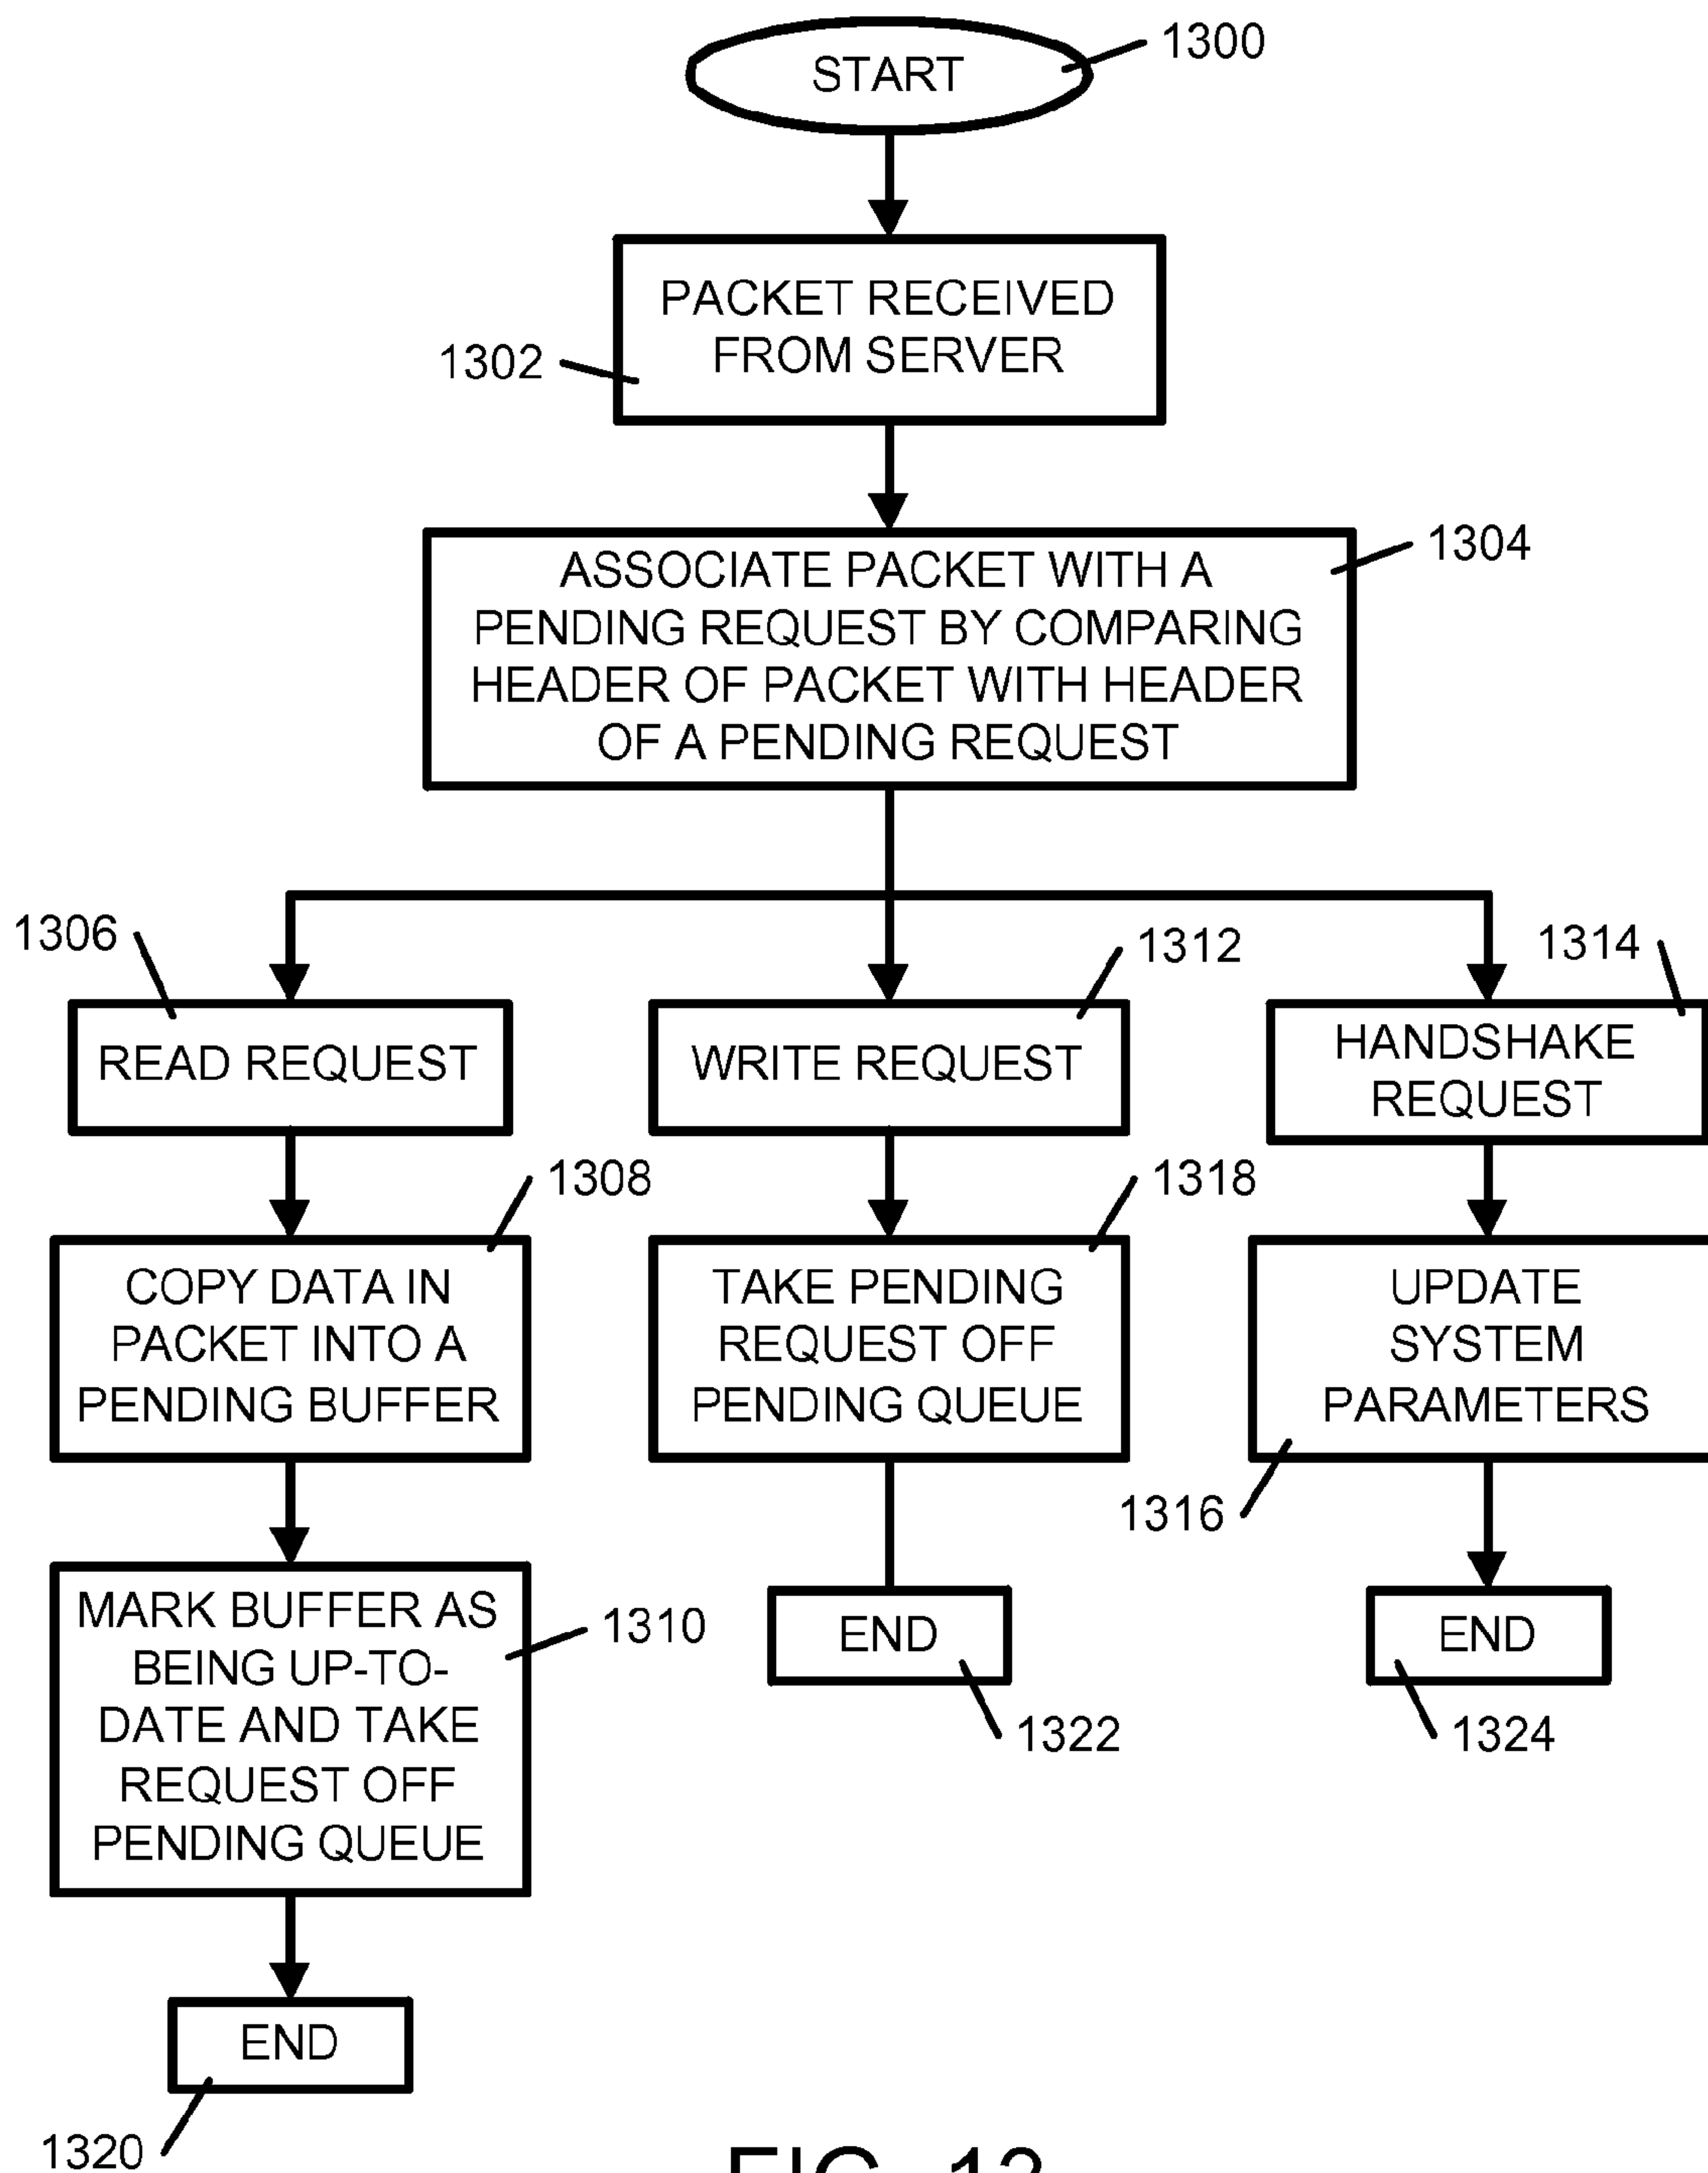 START
1300
PACKET RECEIVED
FROM SERVER
1302
ASSOCIATE PACKET WITH A
PENDING REQUEST BY COMPARING
HEADER OF PACKET WITH HEADER
OF A PENDING REQUEST
1304
1306
READ REQUEST
1312
WRITE REQUEST
1314
HANDSHAKE
REQUEST
1308
COPY DATA IN
PACKET INTO A
PENDING BUFFER
1318
TAKE PENDING
REQUEST OFF
PENDING QUEUE
UPDATE
SYSTEM
PARAMETERS
1316
MARK BUFFER AS
BEING UP-TO-
DATE AND TAKE
REQUEST OFF
PENDING QUEUE
1310
END
1322
END
1324
END
1320
FIG.